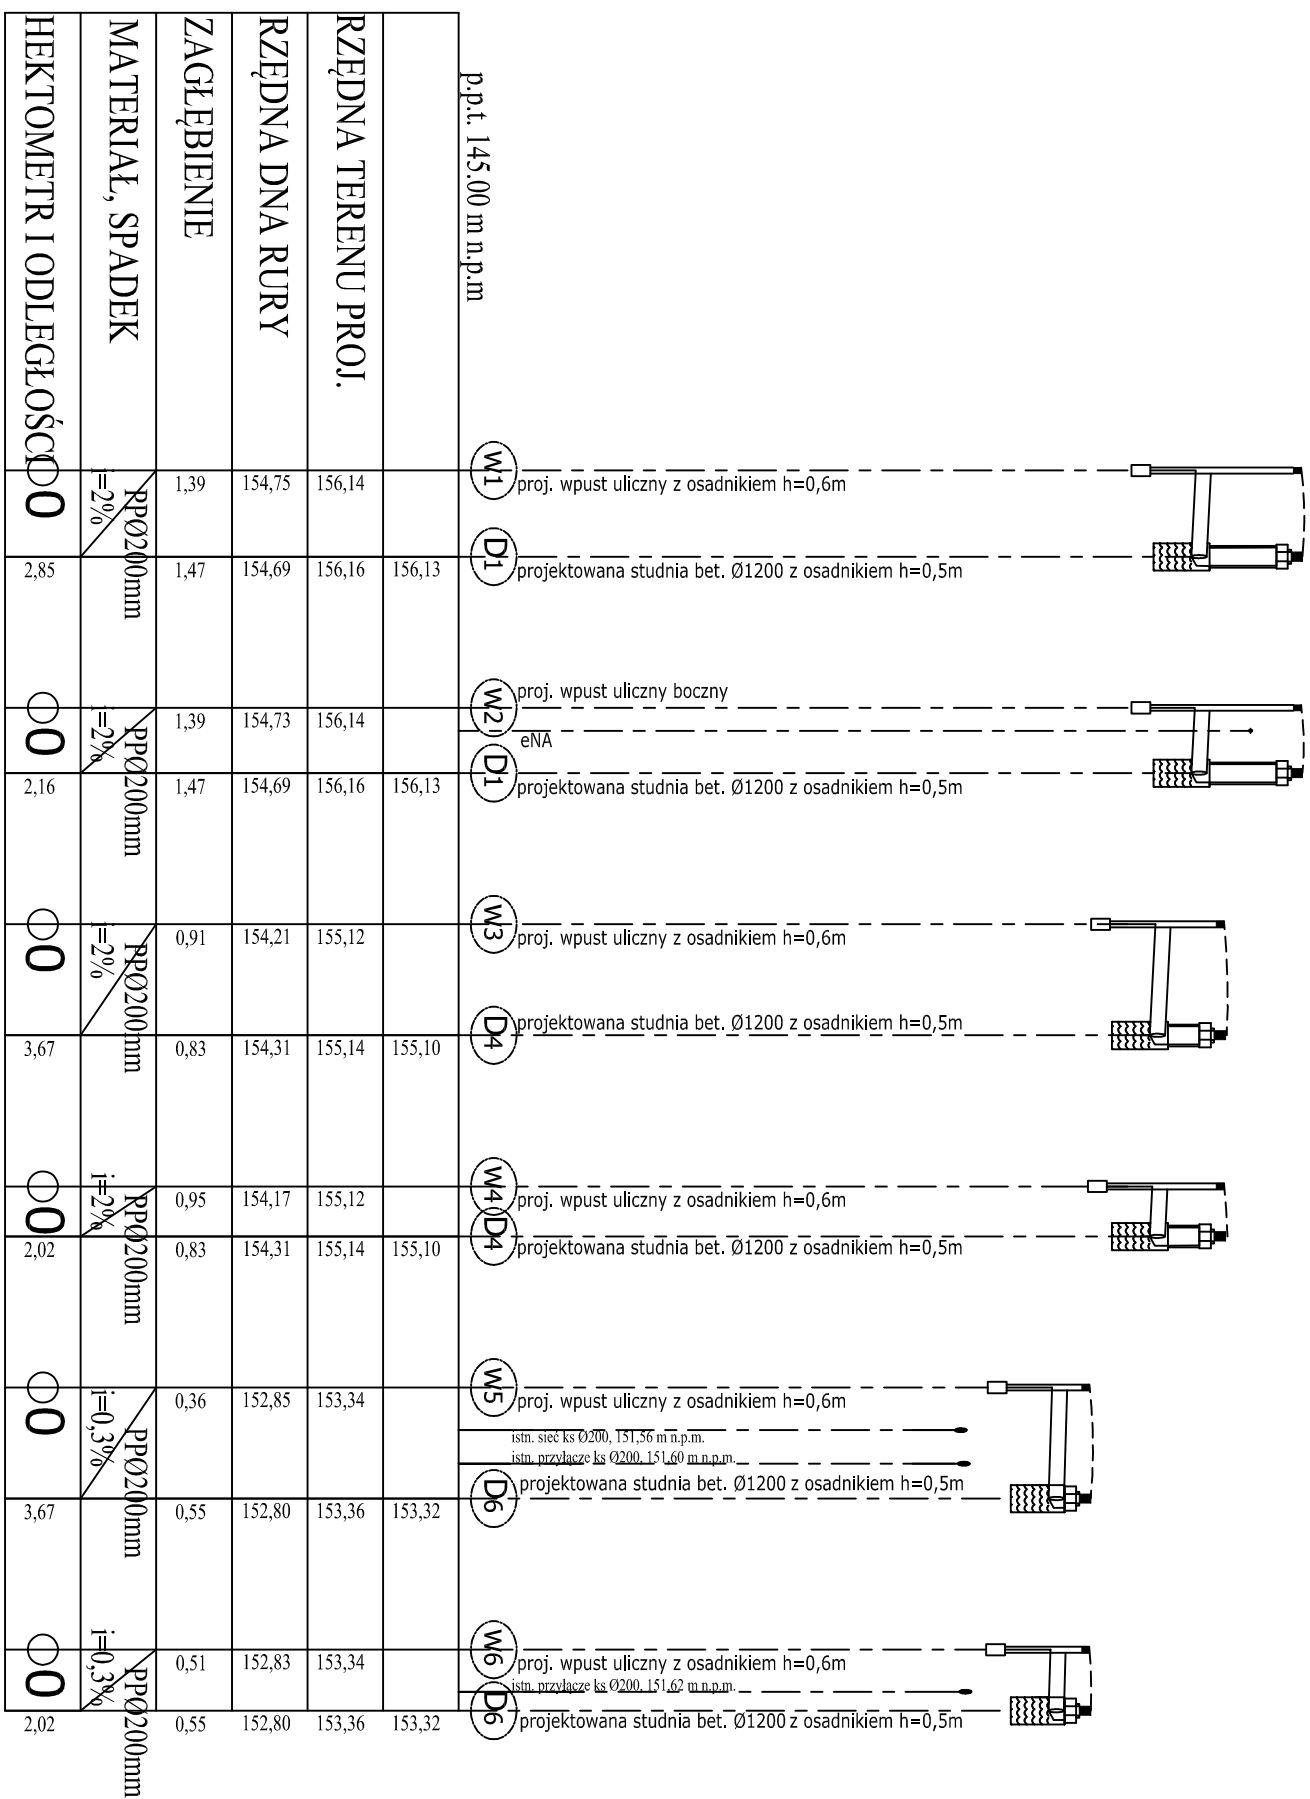 p.p.t. 145.00 m n.p.m
RZĘDNA TERENU PROJ.
RZĘDNA DNA RURY
ZAGŁĘBIENIE
MATERIAŁ, SPADEK
HEKTOMETR I ODLEGŁOŚCI
W1
proj. wpust uliczny z osadnikiem h=0,6m
156,14
154,75
1,39
PPØ200mm
i=2%
0
D1
projektowana studnia bet. Ø1200 z osadnikiem h=0,5m
156,13
156,16
154,69
1,47
2,85
W2
proj. wpust uliczny boczny
eNA
156,14
154,73
1,39
PPØ200mm
i=2%
0
D1
projektowana studnia bet. Ø1200 z osadnikiem h=0,5m
156,13
156,16
154,69
1,47
2,16
W3
proj. wpust uliczny z osadnikiem h=0,6m
155,12
154,21
0,91
PPØ200mm
i=2%
0
D4
projektowana studnia bet. Ø1200 z osadnikiem h=0,5m
155,10
155,14
154,31
0,83
3,67
W4
proj. wpust uliczny z osadnikiem h=0,6m
155,12
154,17
0,95
PPØ200mm
i=2%
0
D4
projektowana studnia bet. Ø1200 z osadnikiem h=0,5m
155,10
155,14
154,31
0,83
2,02
W5
proj. wpust uliczny z osadnikiem h=0,6m
istn. sieć ks Ø200, 151,56 m n.p.m.
istn. przyłącze ks Ø200, 151,60 m n.p.m.
153,34
152,85
0,36
PPØ200mm
i=0,3%
0
D6
projektowana studnia bet. Ø1200 z osadnikiem h=0,5m
153,32
153,36
152,80
0,55
3,67
W6
proj. wpust uliczny z osadnikiem h=0,6m
istn. przyłącze ks Ø200, 151,62 m n.p.m.
153,34
152,83
0,51
PPØ200mm
i=0,3%
0
D6
projektowana studnia bet. Ø1200 z osadnikiem h=0,5m
153,32
153,36
152,80
0,55
2,02